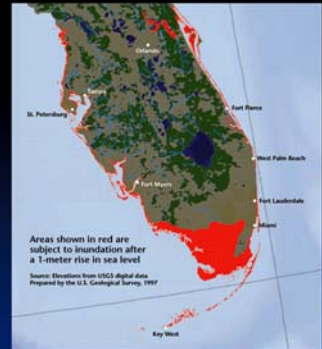 Orlando
Tampa
St. Petersburg
Fort Pierce
West Palm Beach
Fort Myers
Fort Lauderdale
Miami
Areas shown in red are
subject to inundation after
a 1-meter rise in sea level
Source: Elevations from USGS digital data
Prepared by the U.S. Geological Survey, 1997
Key West